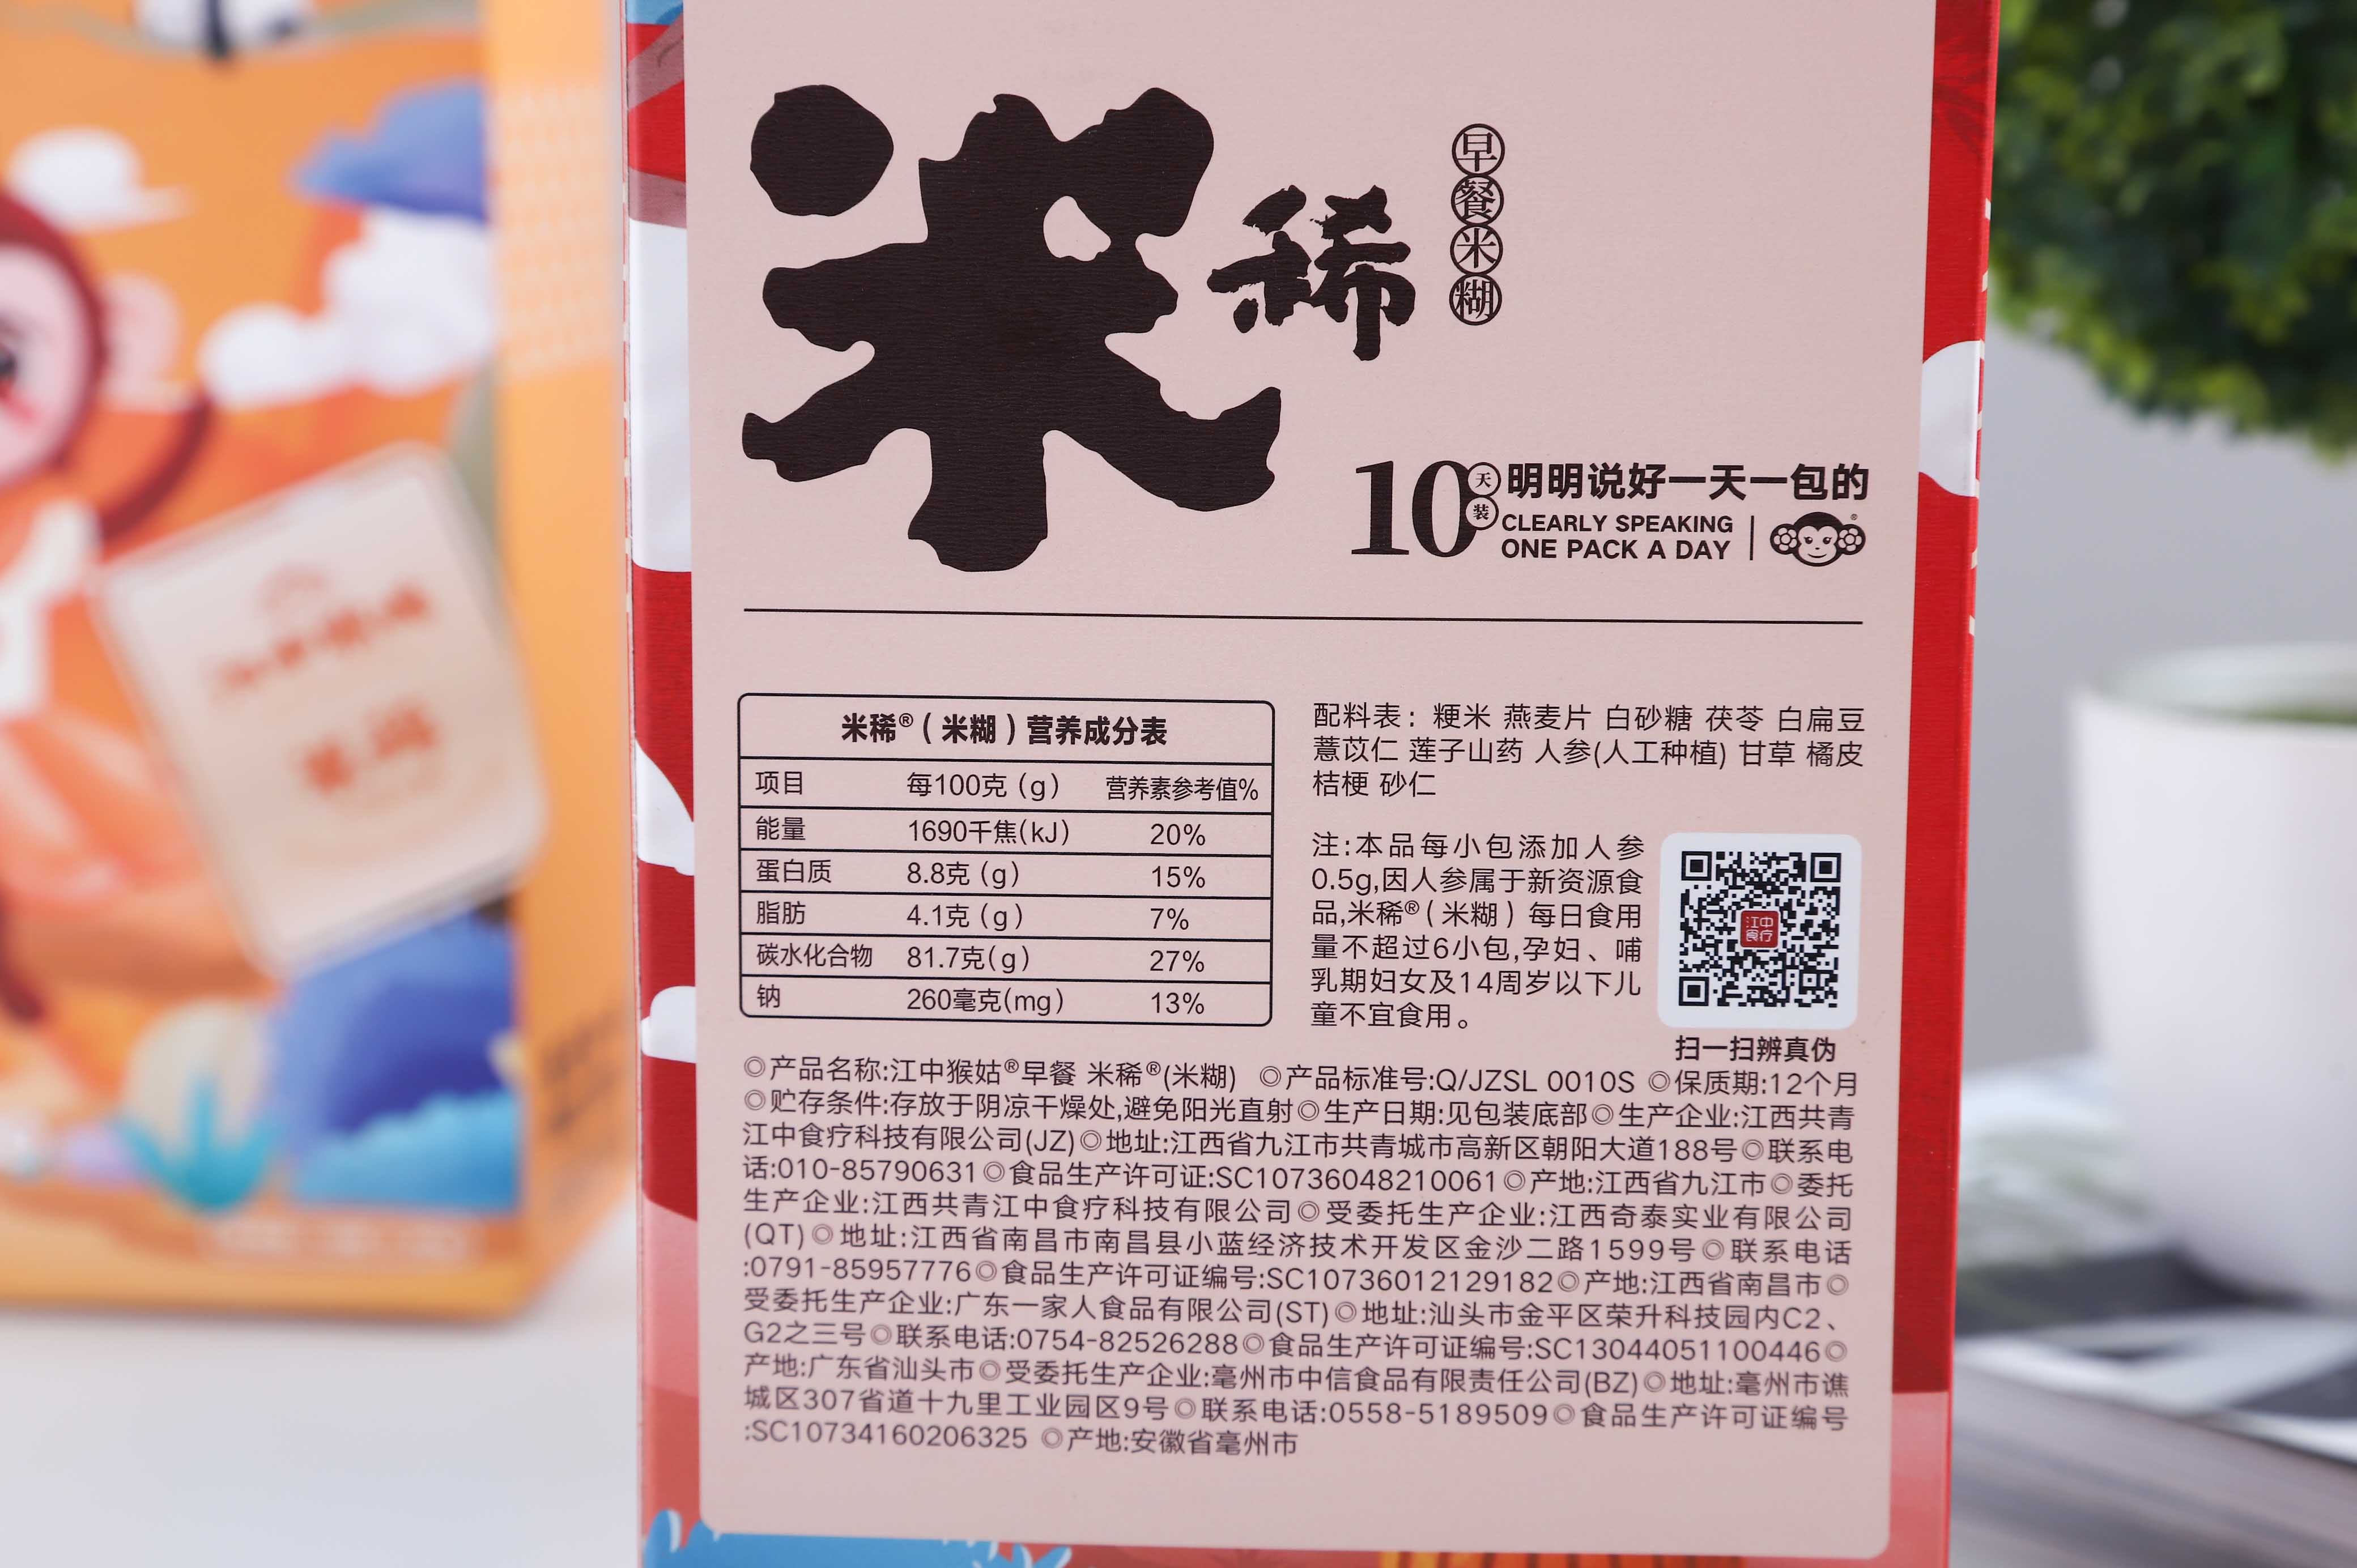 米稀
早餐米糊
10天装 明明说好一天一包的
CLEARLY SPEAKING
ONE PACK A DAY
®
米稀®(米糊)营养成分表
项目 每100克(g) 营养素参考值%
能量 1690千焦(kJ) 20%
蛋白质 8.8克(g) 15%
脂肪 4.1克(g) 7%
碳水化合物 81.7克(g) 27%
钠 260毫克(mg) 13%
配料表: 粳米 燕麦片 白砂糖 茯苓 白扁豆
薏苡仁 莲子山药 人参(人工种植) 甘草 橘皮
桔梗 砂仁
注:本品每小包添加人参
0.5g,因人参属于新资源食
品,米稀®(米糊)每日食用
量不超过6小包,孕妇、哺
乳期妇女及14周岁以下儿
童不宜食用。
江中
食疗
扫一扫辨真伪
◎产品名称:江中猴姑®早餐 米稀®(米糊) ◎产品标准号:Q/JZSL 0010S ◎保质期:12个月
◎贮存条件:存放于阴凉干燥处,避免阳光直射◎生产日期:见包装底部◎生产企业:江西共青
江中食疗科技有限公司(JZ)◎地址:江西省九江市共青城市高新区朝阳大道188号◎联系电
话:010-85790631◎食品生产许可证:SC10736048210061◎产地:江西省九江市◎委托
生产企业:江西共青江中食疗科技有限公司◎受委托生产企业:江西奇泰实业有限公司
(QT)◎地址:江西省南昌市南昌县小蓝经济技术开发区金沙二路1599号◎联系电话
:0791-85957776◎食品生产许可证编号:SC10736012129182◎产地:江西省南昌市◎
受委托生产企业:广东一家人食品有限公司(ST)◎地址:汕头市金平区荣升科技园内C2、
G2之三号◎联系电话:0754-82526288◎食品生产许可证编号:SC13044051100446◎
产地:广东省汕头市◎受委托生产企业:亳州市中信食品有限责任公司(BZ)◎地址:亳州市谯
城区307省道十九里工业园区9号◎联系电话:0558-5189509◎食品生产许可证编号
:SC10734160206325 ◎产地:安徽省亳州市